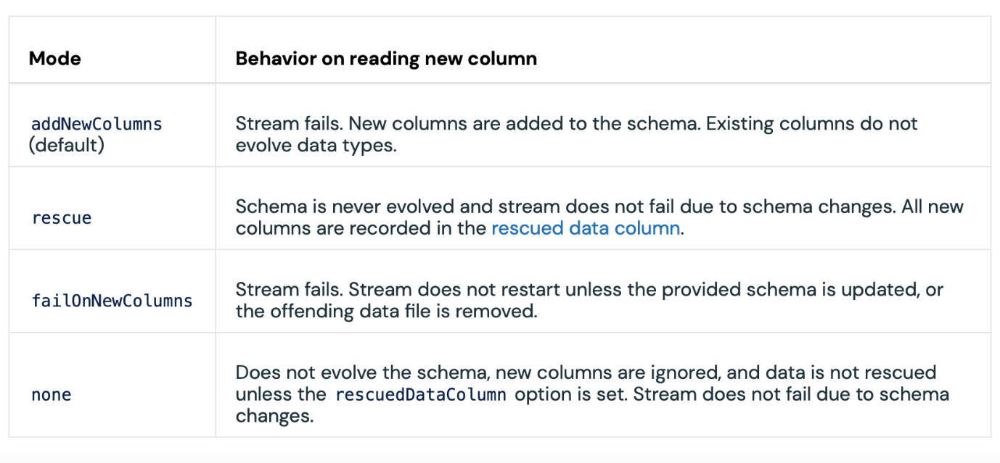 Mode
Behavior on reading new column
addNewColumns
(default)
Stream fails. New columns are added to the schema. Existing columns do not
evolve data types.
rescue
Schema is never evolved and stream does not fail due to schema changes. All new
columns are recorded in the rescued data column.
failOnNewColumns
Stream fails. Stream does not restart unless the provided schema is updated, or
the offending data file is removed.
none
Does not evolve the schema, new columns are ignored, and data is not rescued
unless the rescuedDataColumn option is set. Stream does not fail due to schema
changes.